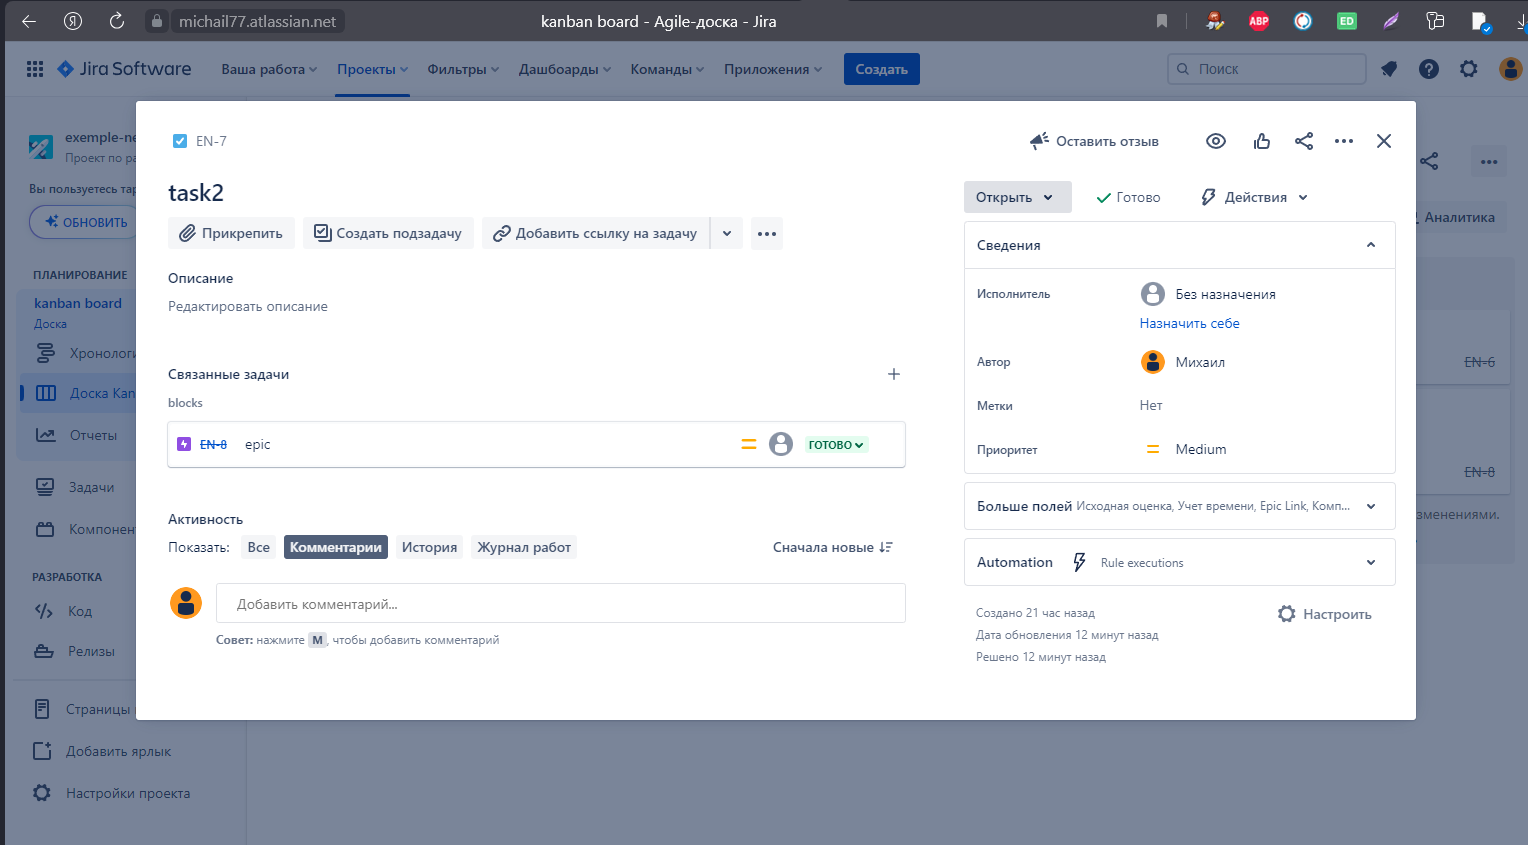 michail77.atlassian.net
kanban board - Agile-доска - Jira
ABP
ED
Jira Software
Ваша работа
Проекты
Фильтры
Дашборды
Команды
Приложения
Создать
Поиск
exemple-ne
Проект по ра
Вы пользуетесь тар
ОБНОВИТЬ
ПЛАНИРОВАНИЕ
kanban board
Доска
Хронологи
Доска Kan
Отчеты
Задачи
Компонен
РАЗРАБОТКА
Код
Релизы
Страницы
Добавить ярлык
Настройки проекта
EN-7
Оставить отзыв
task2
Прикрепить
Создать подзадачу
Добавить ссылку на задачу
Описание
Редактировать описание
Связанные задачи
blocks
EN-8 epic
ГОТОВО
Активность
Показать: Все Комментарии История Журнал работ
Сначала новые
Добавить комментарий...
Совет: нажмите M, чтобы добавить комментарий
Открыть
Готово
Действия
Сведения
Исполнитель
Без назначения
Назначить себе
Автор
Михаил
Метки
Нет
Приоритет
Medium
Больше полей Исходная оценка, Учет времени, Epic Link, Комп...
Automation Rule executions
Создано 21 час назад
Дата обновления 12 минут назад
Решено 12 минут назад
Настроить
Аналитика
EN-6
EN-8
зменениями.